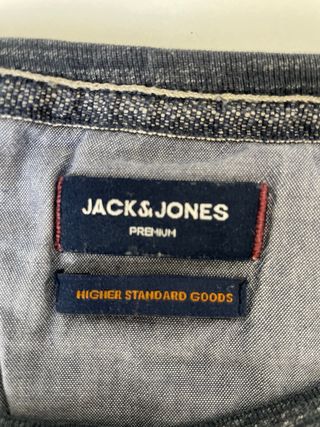 JACK&JONES
PREMIUM
HIGHER STANDARD GOODS